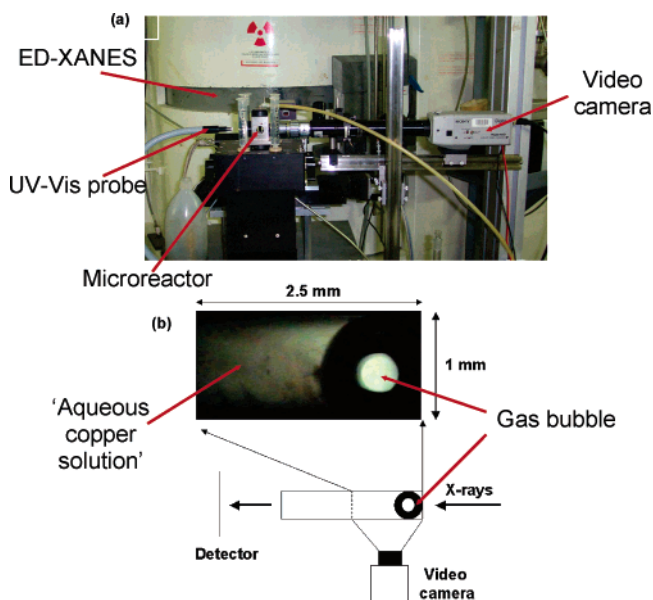 (a)
ED-XANES
Video
camera
UV-Vis probe
Microreactor
2.5 mm
(b)
1 mm
'Aqueous
copper
solution'
Gas bubble
X-rays
Detector
Video
camera